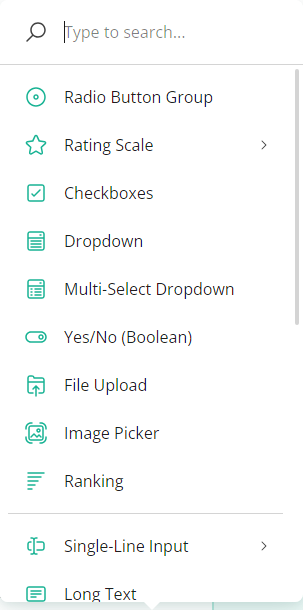 Type to search...
Radio Button Group
Rating Scale
Checkboxes
Dropdown
Multi-Select Dropdown
Yes/No (Boolean)
File Upload
Image Picker
Ranking
Single-Line Input
Long Text